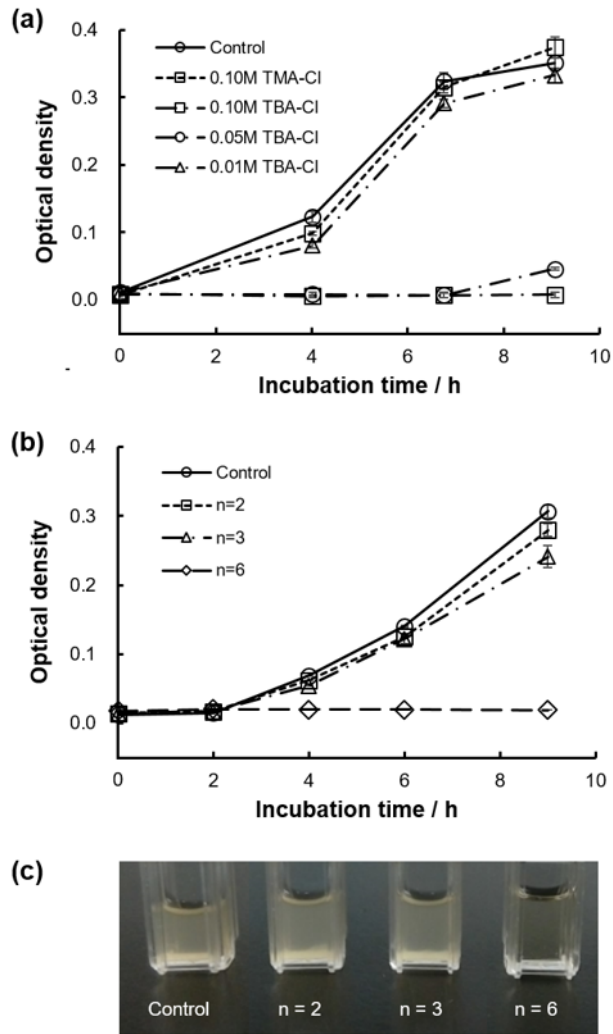 (a)
0.4
0.3
0.2
0.1
0.0
Optical density
Control
0.10M TMA-Cl
0.10M TBA-Cl
0.05M TBA-Cl
0.01M TBA-Cl
0 2 4 6 8 10
Incubation time / h
(b)
0.4
0.3
0.2
0.1
0.0
Optical density
Control
n=2
n=3
n=6
0 2 4 6 8 10
Incubation time / h
(c)
Control n = 2 n = 3 n = 6